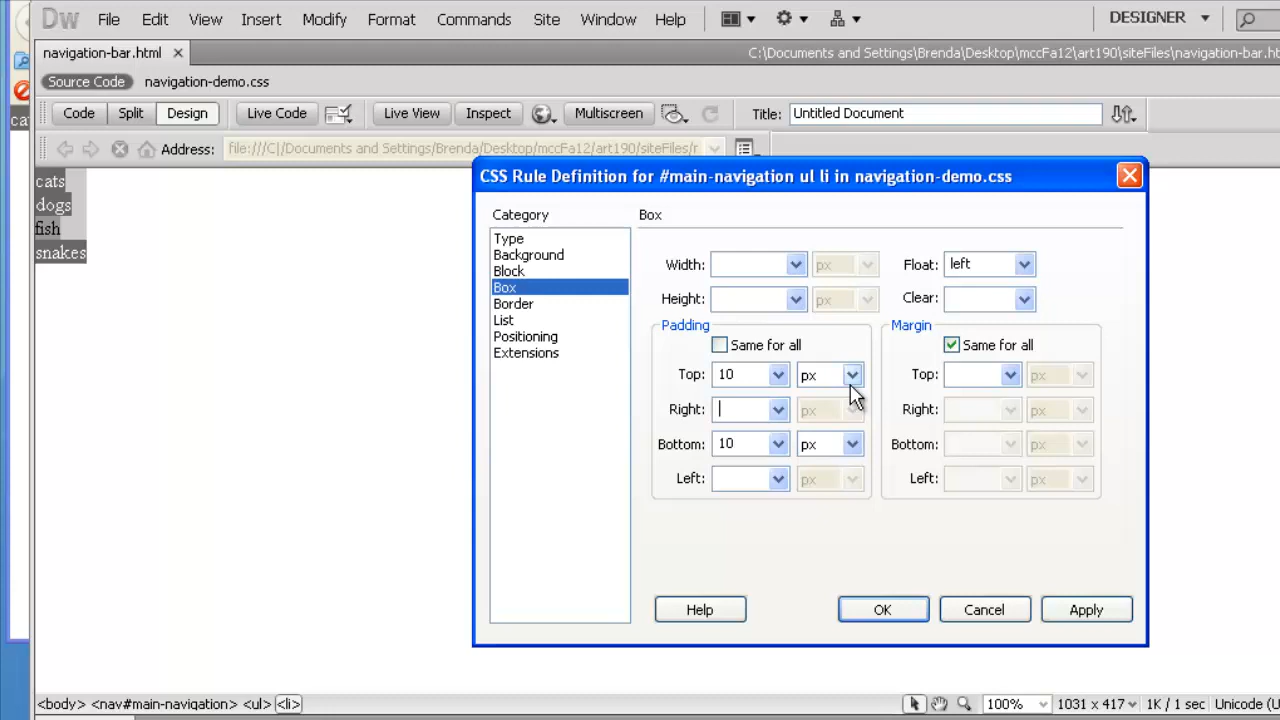 Dw File Edit View Insert Modify Format Commands Site Window Help DESIGNER
navigation-bar.html C:\Documents and Settings\Brenda\Desktop\mccFa12\art190\siteFiles\navigation-bar.ht
Source Code navigation-demo.css
Code Split Design Live Code Live View Inspect Multiscreen Title: Untitled Document
ca
Address: file:///C|/Documents and Settings/Brenda/Desktop/mccFa12/art190/siteFiles/r
cats
dogs
fish
snakes
CSS Rule Definition for #main-navigation ul li in navigation-demo.css
Category
Type
Background
Block
Box
Border
List
Positioning
Extensions
Box
Width: px Float: left
Height: px Clear:
Padding Margin
Same for all Same for all
Top: 10 px Top: px
Right: px Right: px
Bottom: 10 px Bottom: px
Left: px Left: px
Help OK Cancel Apply
<body> <nav#main-navigation> <ul> <li> 100% 1031 x 417 1K / 1 sec Unicode (U